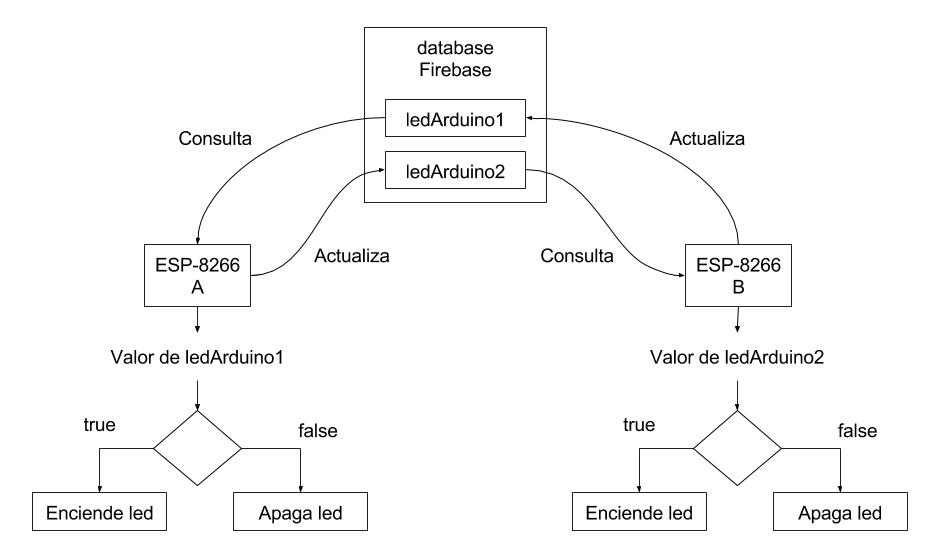 database
Firebase
ledArduino1
Consulta
Actualiza
ledArduino2
Actualiza
Consulta
ESP-8266
A
ESP-8266
B
Valor de ledArduino1
Valor de ledArduino2
true
false
true
false
Enciende led
Apaga led
Enciende led
Apaga led